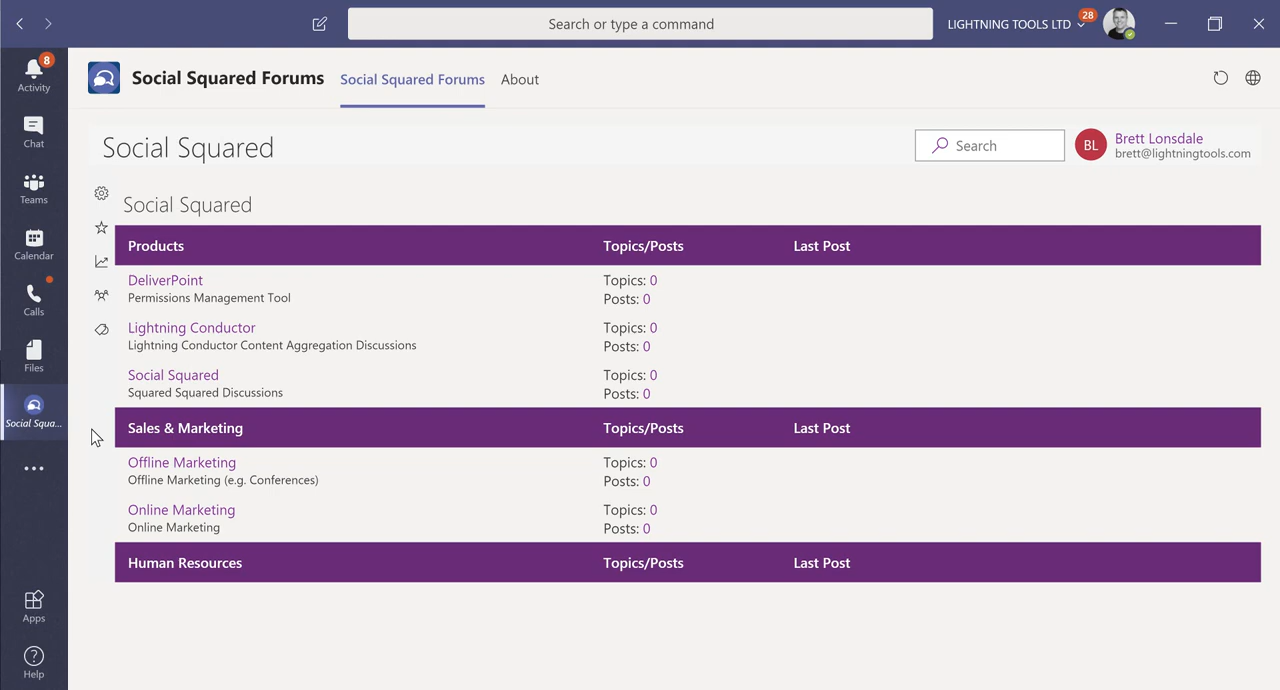 Search or type a command
LIGHTNING TOOLS LTD
28
8
Activity
Chat
Teams
Calendar
Calls
Files
Social Squa...
Apps
Help
Social Squared Forums
Social Squared Forums
About
Social Squared
Search
BL
Brett Lonsdale
brett@lightningtools.com
Social Squared
Products Topics/Posts Last Post
DeliverPoint Topics: 0
Permissions Management Tool Posts: 0
Lightning Conductor Topics: 0
Lightning Conductor Content Aggregation Discussions Posts: 0
Social Squared Topics: 0
Squared Squared Discussions Posts: 0
Sales & Marketing Topics/Posts Last Post
Offline Marketing Topics: 0
Offline Marketing (e.g. Conferences) Posts: 0
Online Marketing Topics: 0
Online Marketing Posts: 0
Human Resources Topics/Posts Last Post